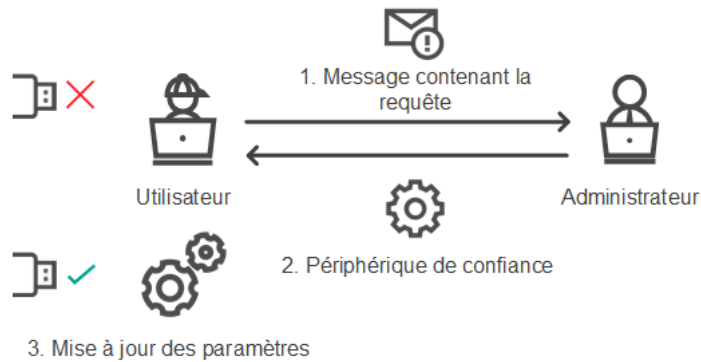 1. Message contenant la
requête
Utilisateur
Administrateur
2. Périphérique de confiance
3. Mise à jour des paramètres